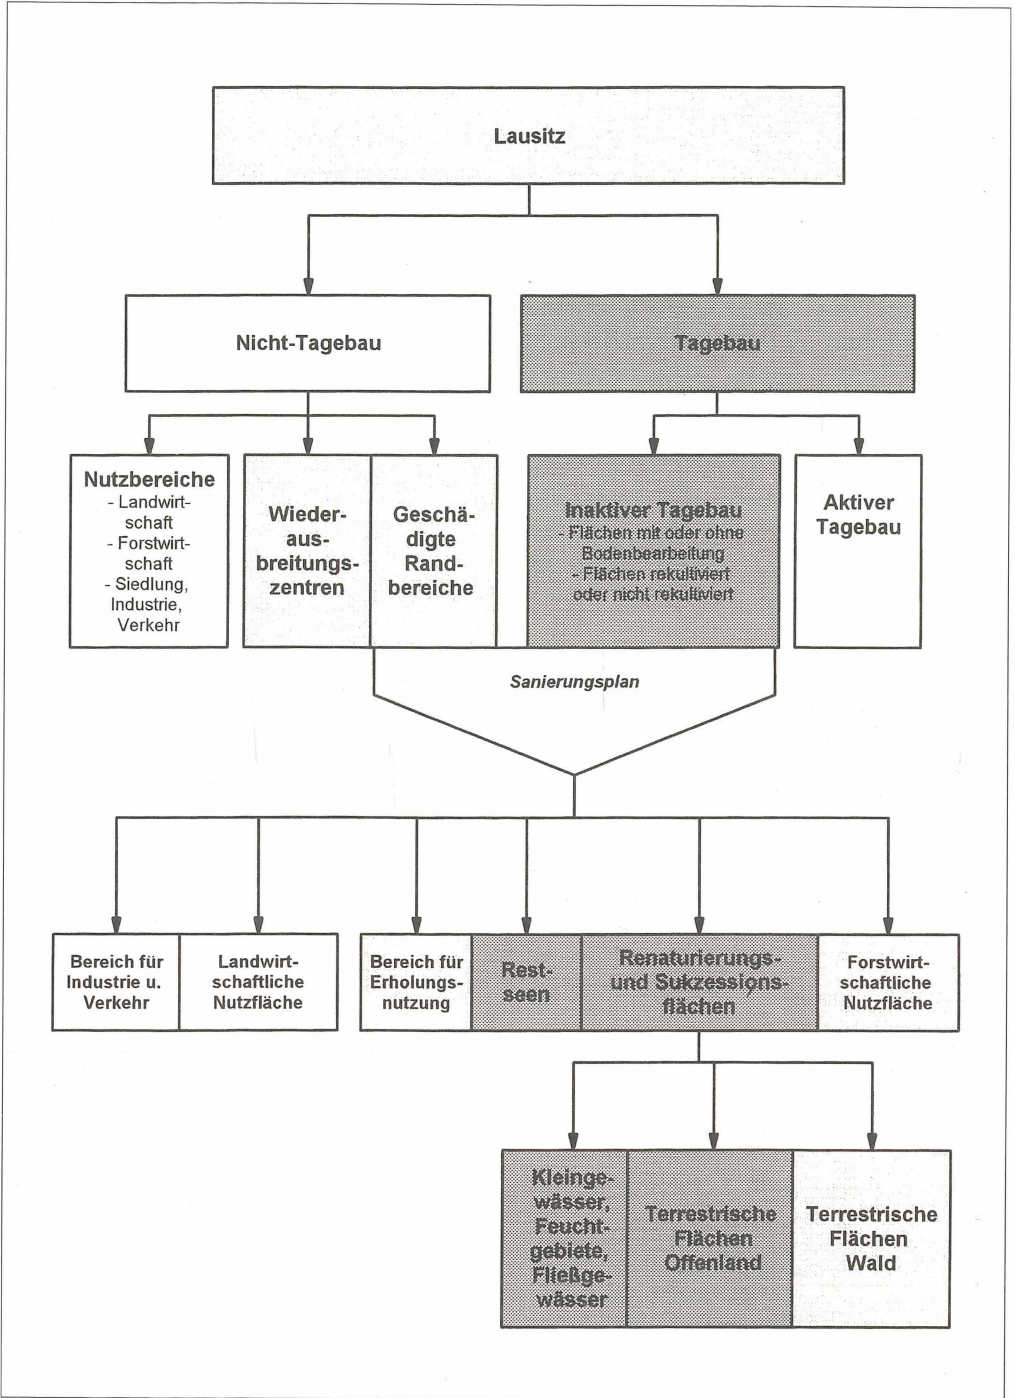 Lausitz
Nicht-Tagebau
Tagebau
Nutzbereiche
- Landwirt-
schaft
- Forstwirt-
schaft
- Siedlung,
Industrie,
Verkehr
Wieder-
aus-
breitungs-
zentren
Geschä-
digte
Rand-
bereiche
Inaktiver Tagebau
- Flächen mit oder ohne
Bodenbearbeitung
- Flächen rekultiviert
oder nicht rekultiviert
Aktiver
Tagebau
Sanierungsplan
Bereich für
Industrie u.
Verkehr
Landwirt-
schaftliche
Nutzfläche
Bereich für
Erholungs-
nutzung
Rest-
seen
Renaturierungs-
und Sukzessions-
flächen
Forstwirt-
schaftliche
Nutzfläche
Kleinge-
wässer,
Feucht-
gebiete,
Fließge-
wässer
Terrestrische
Flächen
Offenland
Terrestrische
Flächen
Wald